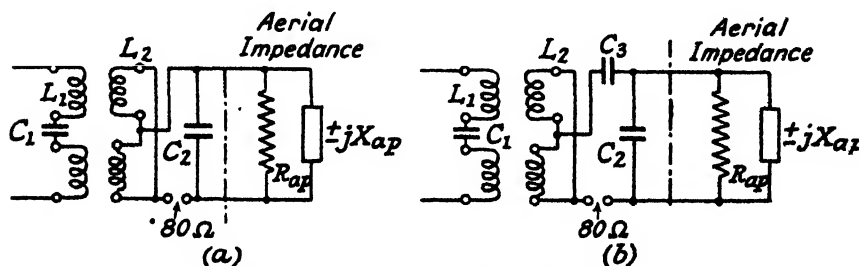 Aerial
Impedance
L2
L1
C1
C2
Rap
±jXap
80Ω
(a)
Aerial
Impedance
C3
L2
L1
C1
C2
Rap
±jXap
80Ω
(b)